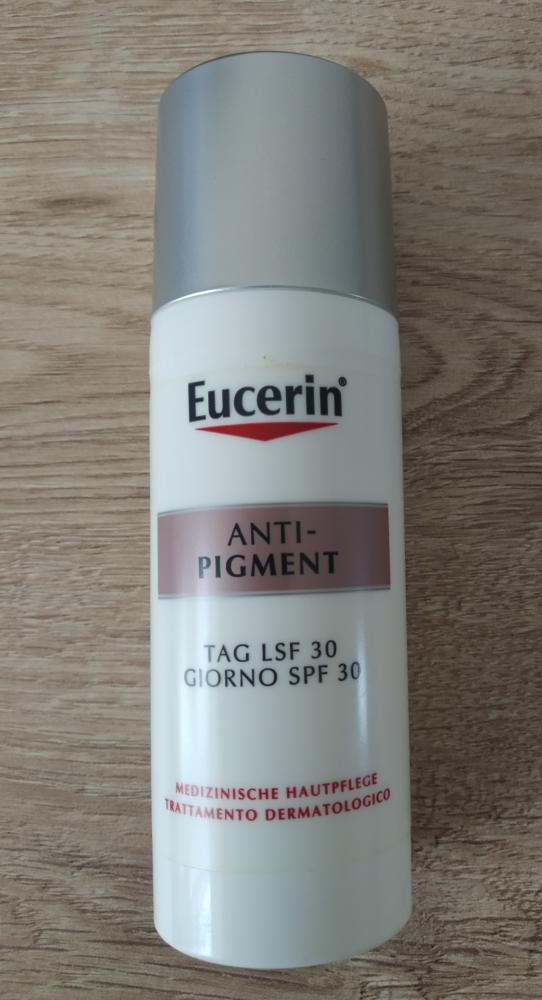 Eucerin®
ANTI-
PIGMENT
TAG LSF 30
GIORNO SPF 30
MEDIZINISCHE HAUTPFLEGE
TRATTAMENTO DERMATOLOGICO